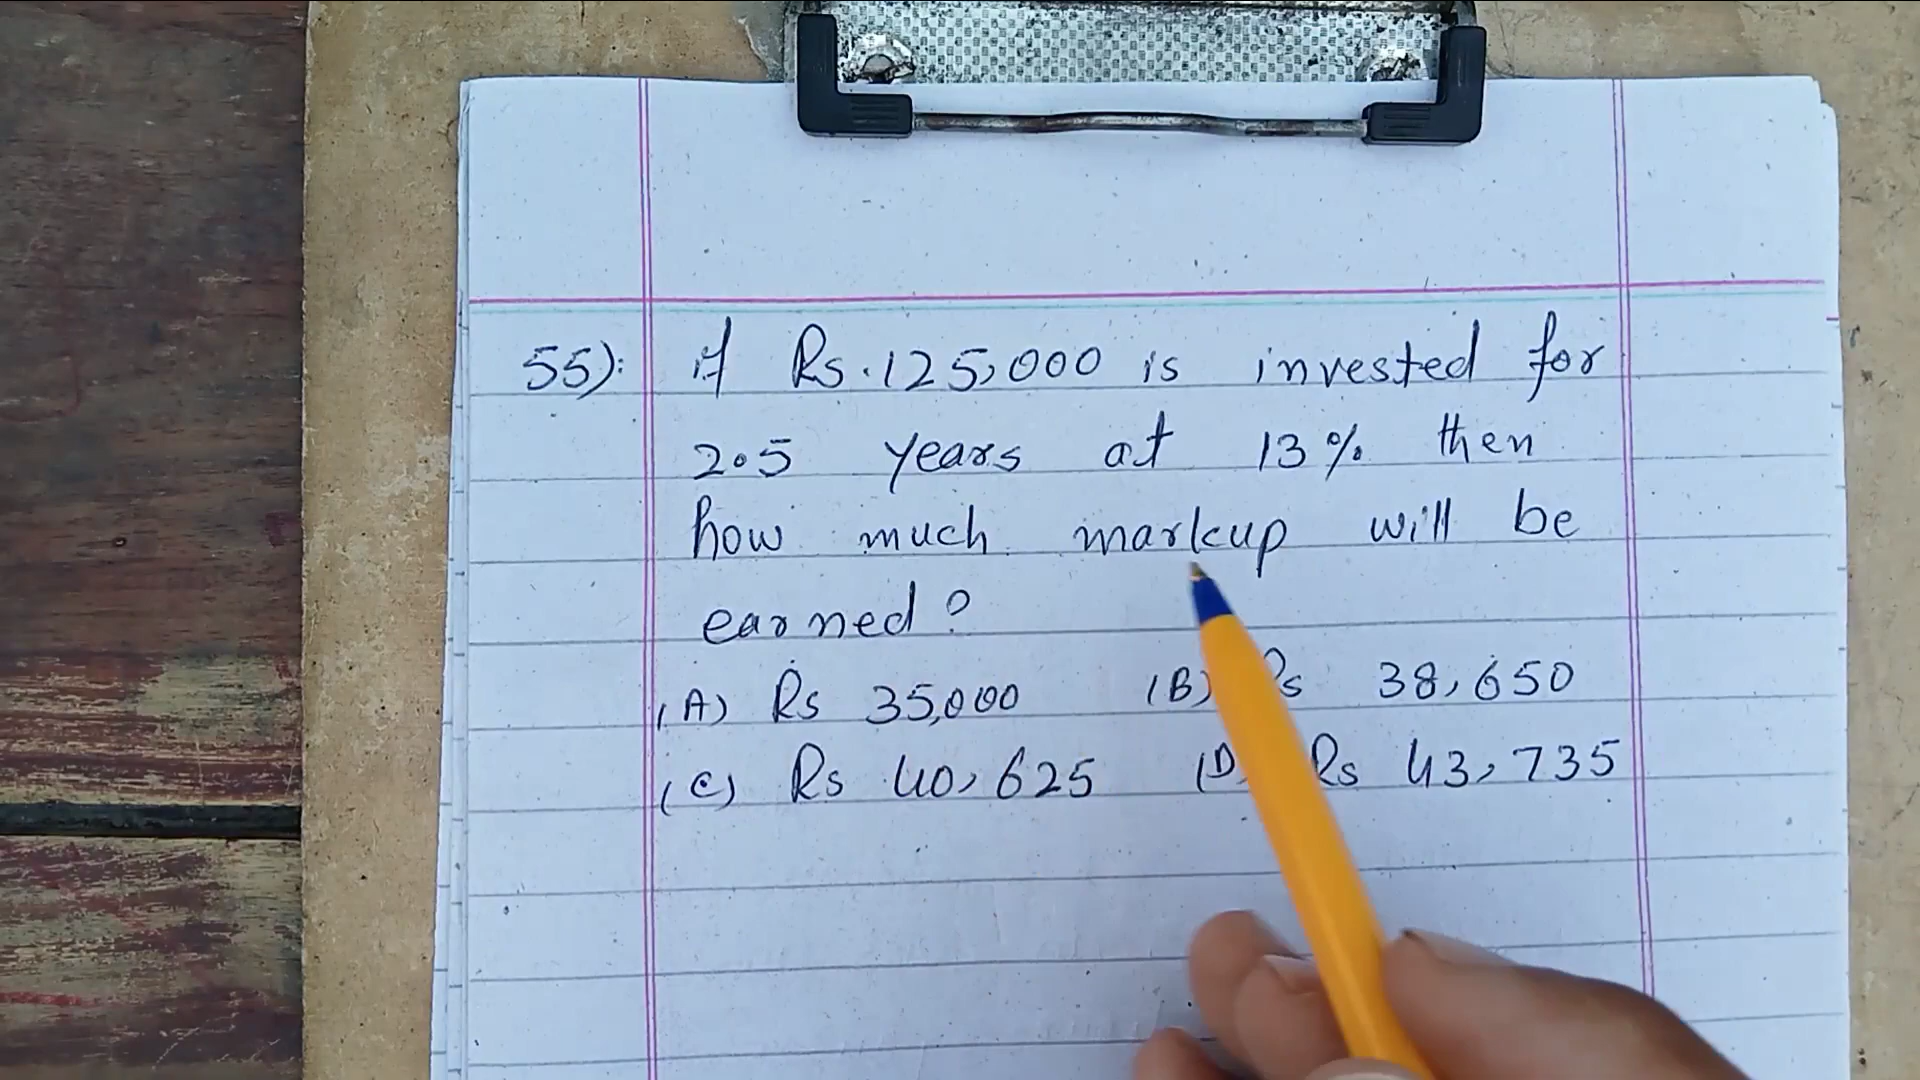 55): if Rs. 125,000 is invested for
2.5 years at 13% then
how much markup will be
earned?
(A) Rs 35,000 (B) Rs 38,650
(C) Rs 40,625 (D) Rs 43,735